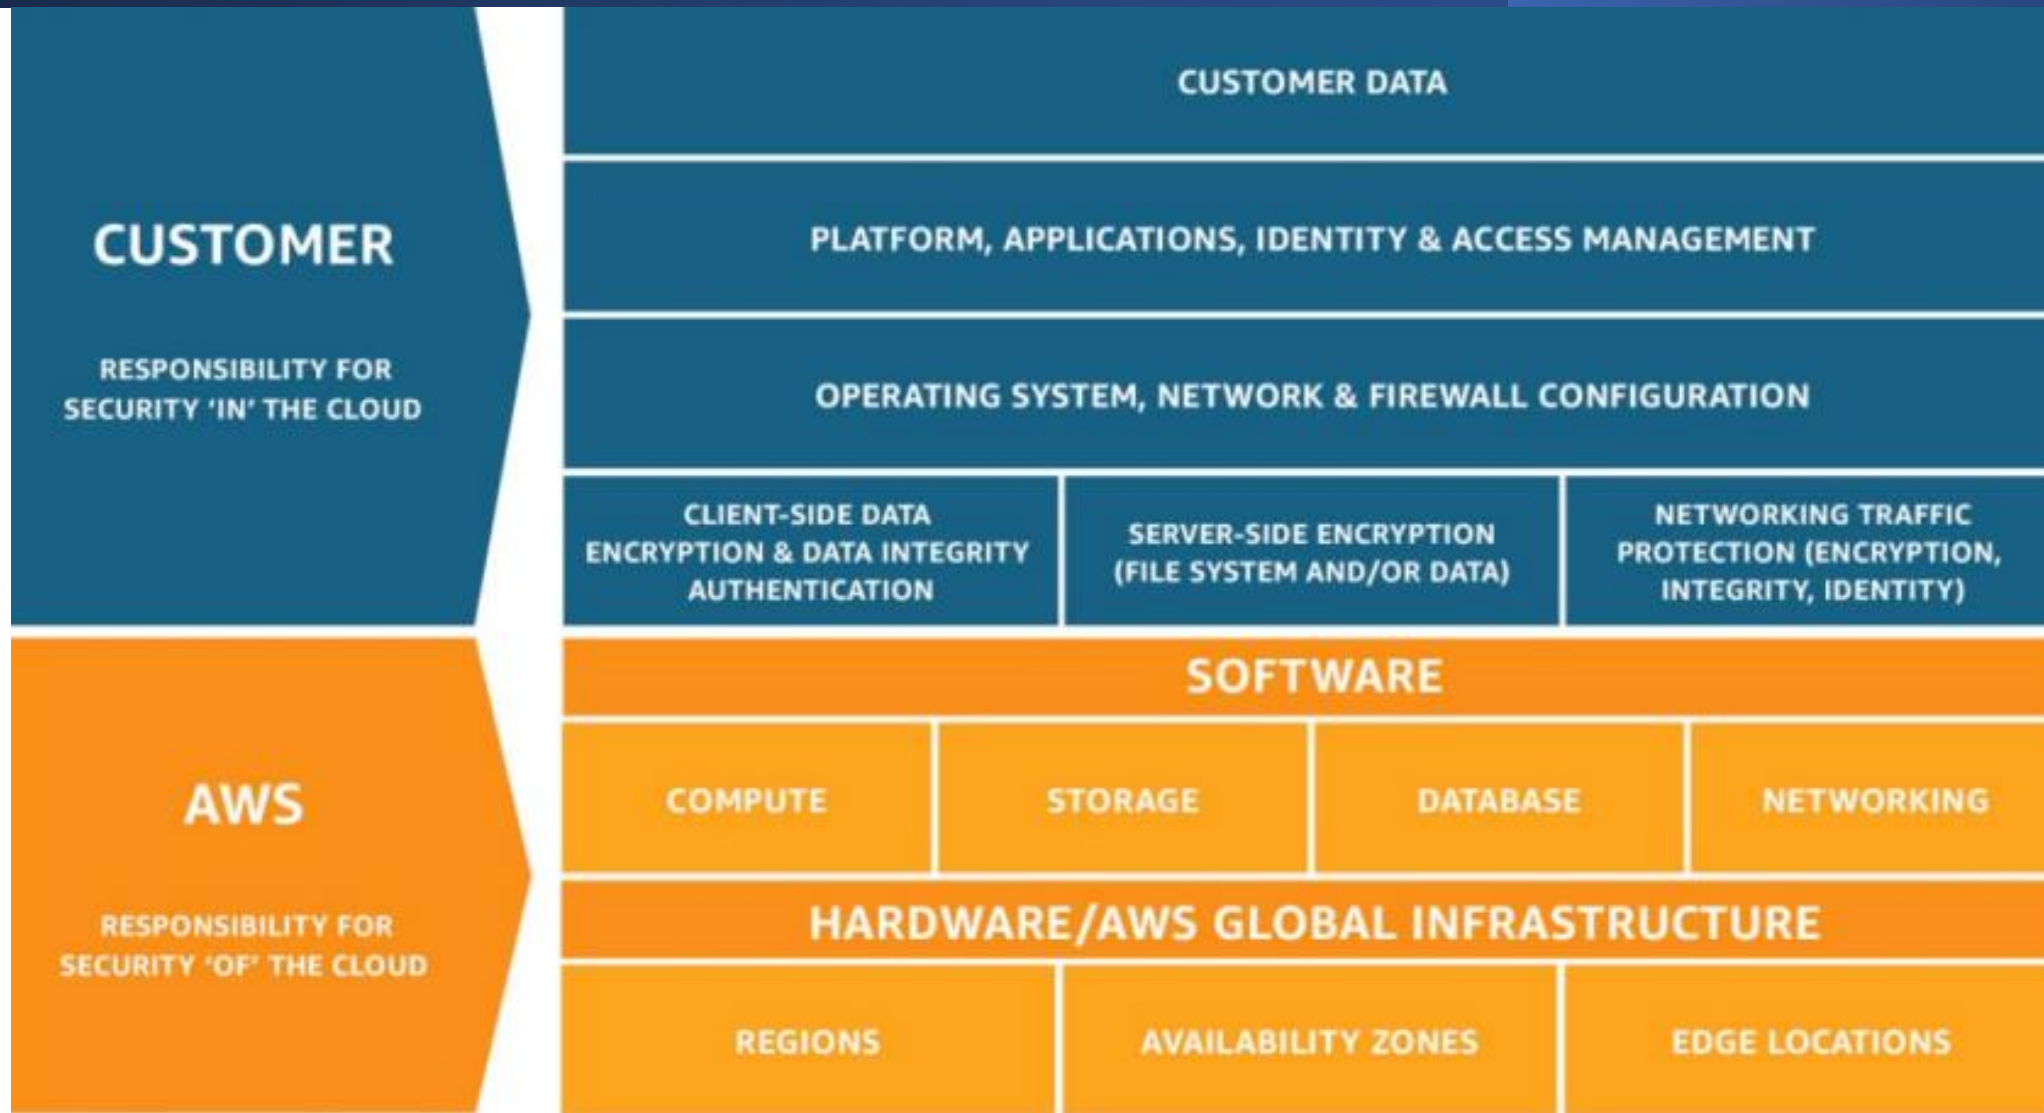 CUSTOMER
RESPONSIBILITY FOR
SECURITY ‘IN’ THE CLOUD
CUSTOMER DATA
PLATFORM, APPLICATIONS, IDENTITY & ACCESS MANAGEMENT
OPERATING SYSTEM, NETWORK & FIREWALL CONFIGURATION
CLIENT-SIDE DATA
ENCRYPTION & DATA INTEGRITY
AUTHENTICATION
SERVER-SIDE ENCRYPTION
(FILE SYSTEM AND/OR DATA)
NETWORKING TRAFFIC
PROTECTION (ENCRYPTION,
INTEGRITY, IDENTITY)
AWS
RESPONSIBILITY FOR
SECURITY ‘OF’ THE CLOUD
SOFTWARE
COMPUTE
STORAGE
DATABASE
NETWORKING
HARDWARE/AWS GLOBAL INFRASTRUCTURE
REGIONS
AVAILABILITY ZONES
EDGE LOCATIONS